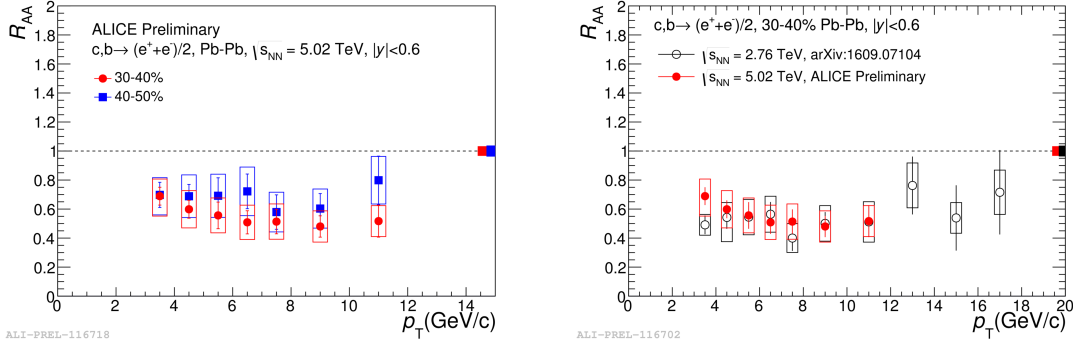 R_AA
ALICE Preliminary
c,b→ (e⁺+e⁻)/2, Pb-Pb, √s_NN = 5.02 TeV, |y|<0.6
30-40%
40-50%
2
1.8
1.6
1.4
1.2
1
0.8
0.6
0.4
0.2
0
0 2 4 6 8 10 12 14
p_T(GeV/c)
ALI-PREL-116718
R_AA
c,b→ (e⁺+e⁻)/2, 30-40% Pb-Pb, |y|<0.6
√s_NN = 2.76 TeV, arXiv:1609.07104
√s_NN = 5.02 TeV, ALICE Preliminary
2
1.8
1.6
1.4
1.2
1
0.8
0.6
0.4
0.2
0
0 2 4 6 8 10 12 14 16 18 20
p_T(GeV/c)
ALI-PREL-116702